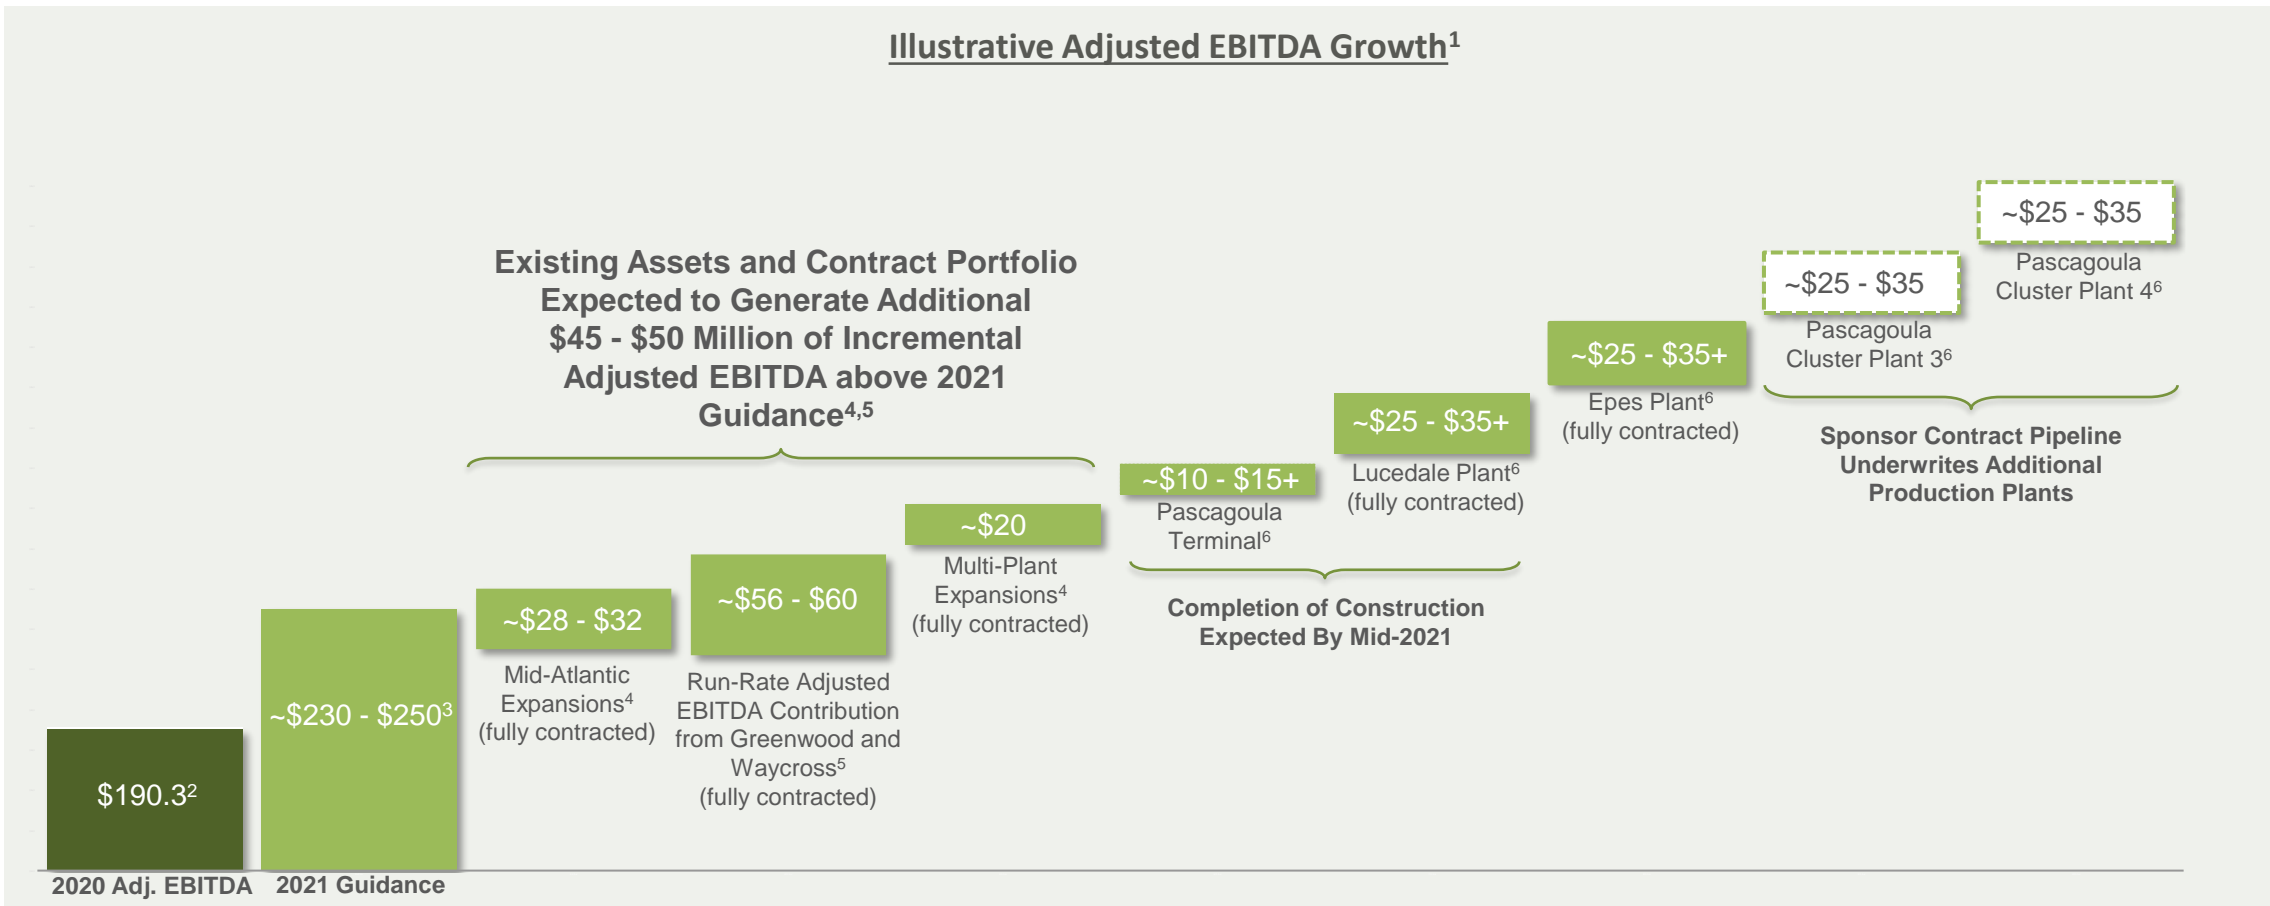 Illustrative Adjusted EBITDA Growth¹
Existing Assets and Contract Portfolio
Expected to Generate Additional
$45 - $50 Million of Incremental
Adjusted EBITDA above 2021
Guidance⁴,⁵
$190.3²
2020 Adj. EBITDA
~$230 - $250³
2021 Guidance
~$28 - $32
Mid-Atlantic
Expansions⁴
(fully contracted)
~$56 - $60
Run-Rate Adjusted
EBITDA Contribution
from Greenwood and
Waycross⁵
(fully contracted)
~$20
Multi-Plant
Expansions⁴
(fully contracted)
~$10 - $15+
Pascagoula
Terminal⁶
~$25 - $35+
Lucedale Plant⁶
(fully contracted)
Completion of Construction
Expected By Mid-2021
~$25 - $35+
Epes Plant⁶
(fully contracted)
~$25 - $35
Pascagoula
Cluster Plant 3⁶
~$25 - $35
Pascagoula
Cluster Plant 4⁶
Sponsor Contract Pipeline
Underwrites Additional
Production Plants